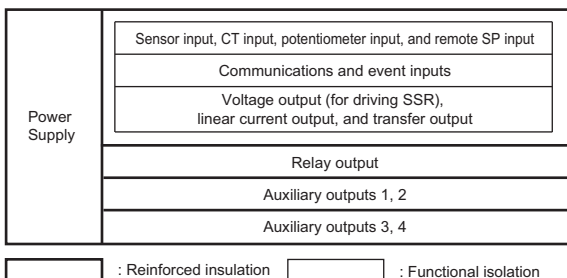 Power
Supply
Sensor input, CT input, potentiometer input, and remote SP input
Communications and event inputs
Voltage output (for driving SSR),
linear current output, and transfer output
Relay output
Auxiliary outputs 1, 2
Auxiliary outputs 3, 4
: Reinforced insulation
: Functional isolation